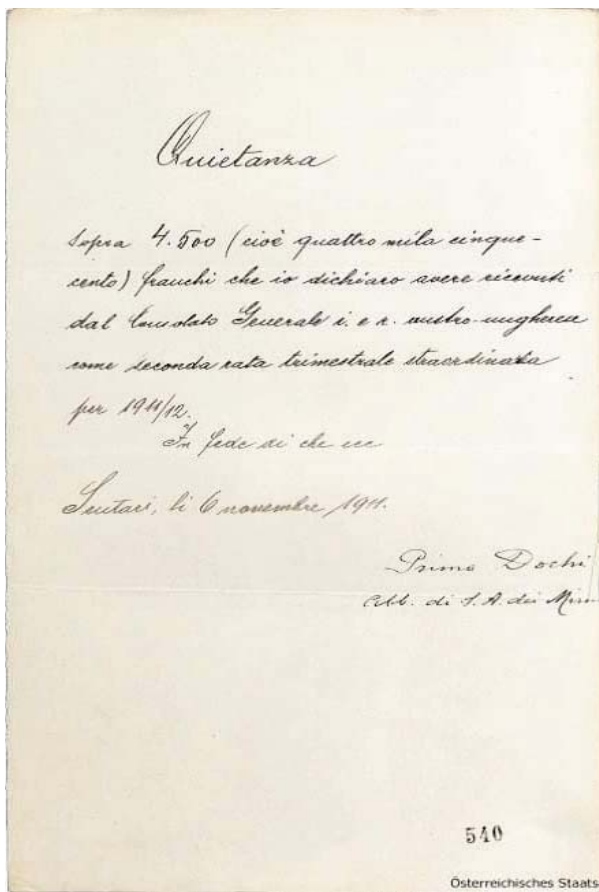 Quietanza
sopra 4.500 (cioè quattro mila cinque-
cento) franchi che io dichiaro avere ricevuti
dal Consolato Generale i. e r. austro-ungherese
come seconda rata trimestrale straordinaria
per 1911/12.
In fede di che ecc
Scutari, li 6 novembre 1911.
Primo Dochi
Abb. di S. A. dei Mir
540
Österreichisches Staats